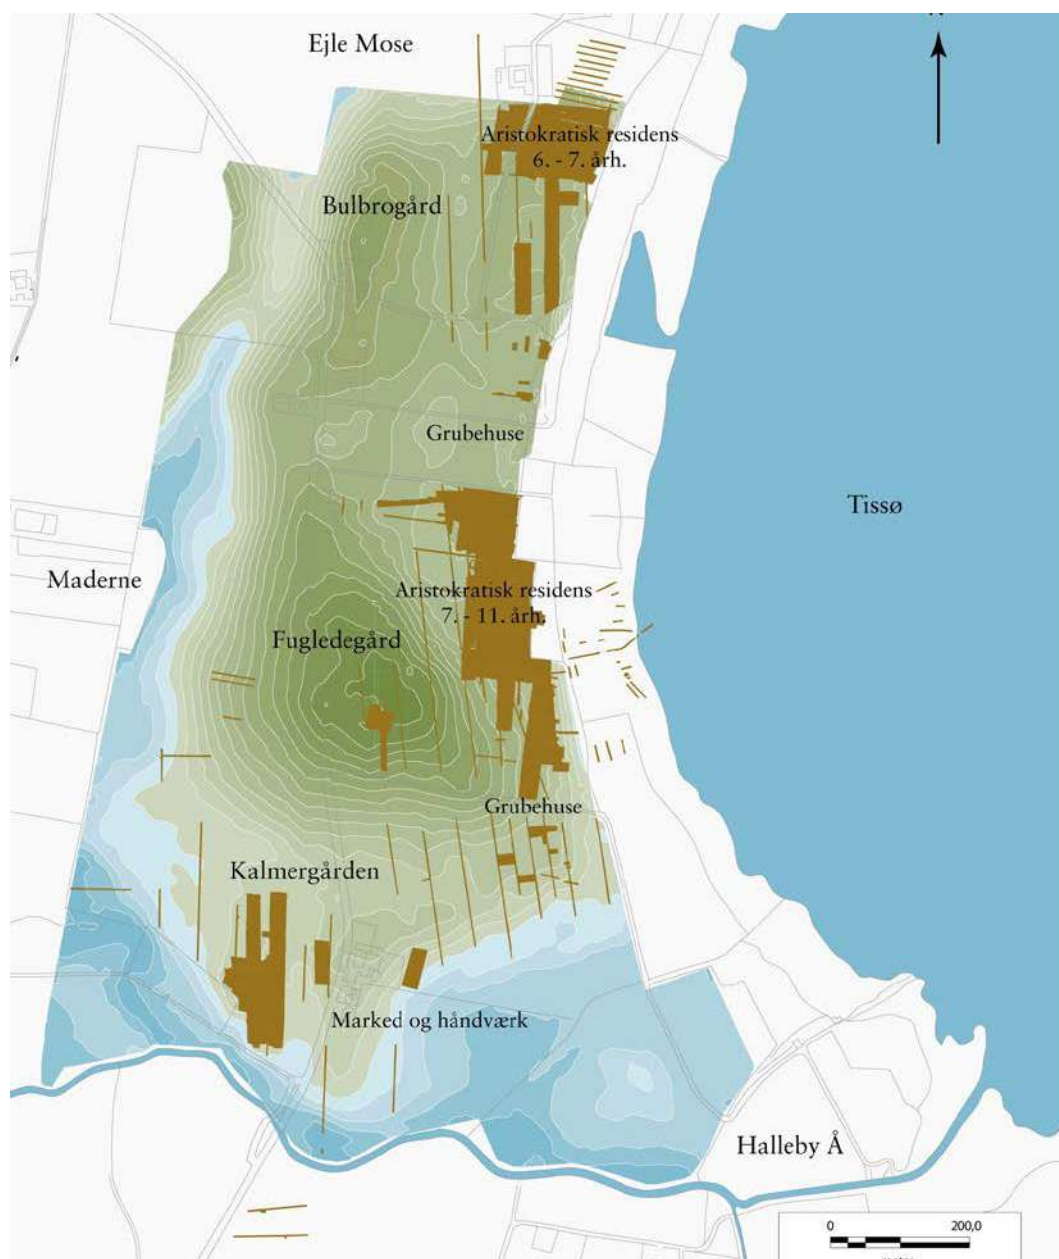 Ejle Mose
Aristokratisk residens
6. - 7. årh.
Bulbrogård
Grubehuse
Tissø
Maderne
Aristokratisk residens
7. - 11. årh.
Fugledegård
Grubehuse
Kalmergården
Marked og håndværk
Halleby Å
0 200,0